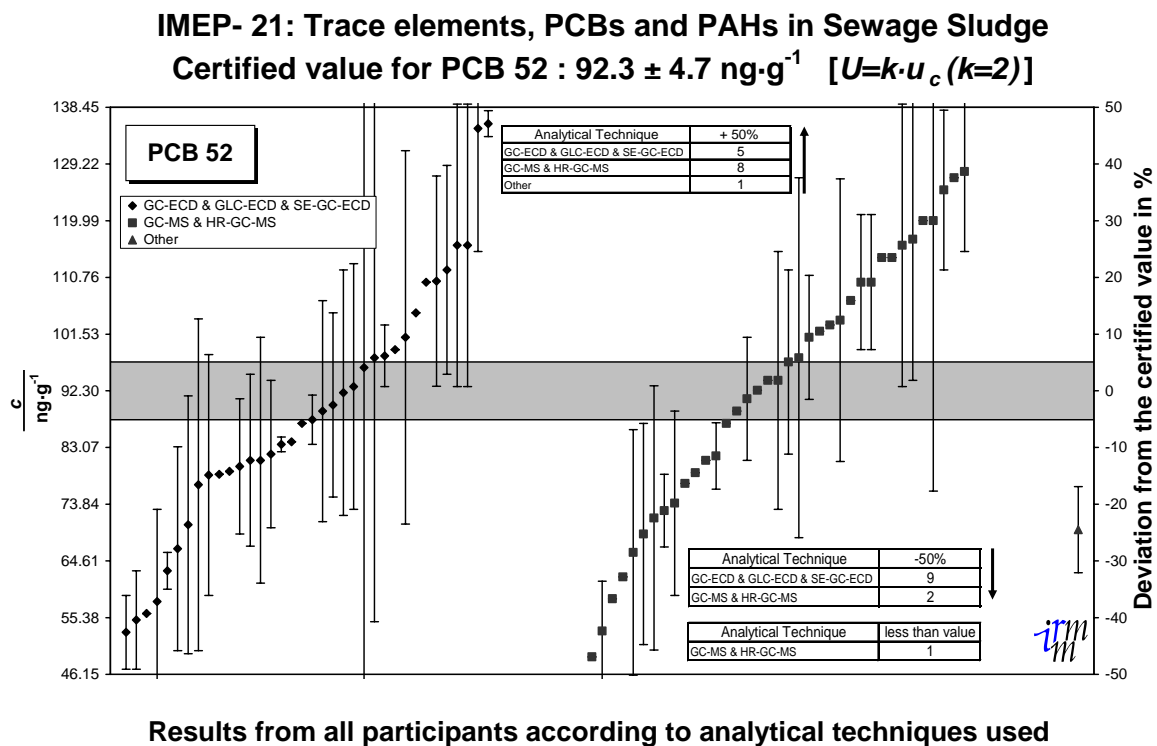 IMEP- 21: Trace elements, PCBs and PAHs in Sewage Sludge
Certified value for PCB 52 : 92.3 ± 4.7 ng·g-1 [U=k·uc (k=2)]
138.45
129.22
119.99
110.76
101.53
92.30
83.07
73.84
64.61
55.38
46.15
c
ng·g-1
PCB 52
GC-ECD & GLC-ECD & SE-GC-ECD
GC-MS & HR-GC-MS
Other
Analytical Technique + 50%
GC-ECD & GLC-ECD & SE-GC-ECD 5
GC-MS & HR-GC-MS 8
Other 1
Analytical Technique -50%
GC-ECD & GLC-ECD & SE-GC-ECD 9
GC-MS & HR-GC-MS 2
Analytical Technique less than value
GC-MS & HR-GC-MS 1
irmm
50
40
30
20
10
0
-10
-20
-30
-40
-50
Deviation from the certified value in %
Results from all participants according to analytical techniques used